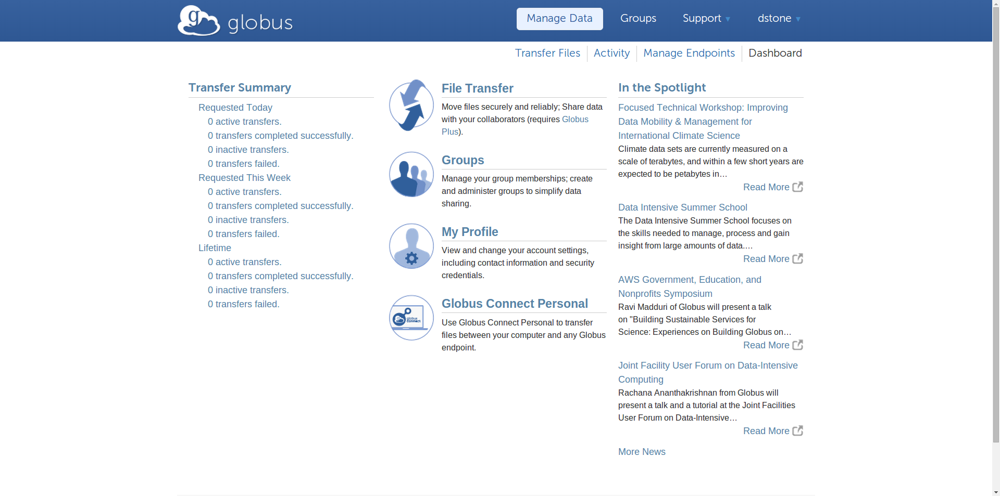 globus
Manage Data
Groups
Support ▼
dstone ▼
Transfer Files
Activity
Manage Endpoints
Dashboard
Transfer Summary
Requested Today
0 active transfers.
0 transfers completed successfully.
0 inactive transfers.
0 transfers failed.
Requested This Week
0 active transfers.
0 transfers completed successfully.
0 inactive transfers.
0 transfers failed.
Lifetime
0 active transfers.
0 transfers completed successfully.
0 inactive transfers.
0 transfers failed.
File Transfer
Move files securely and reliably; Share data
with your collaborators (requires Globus
Plus).
Groups
Manage your group memberships; create
and administer groups to simplify data
sharing.
My Profile
View and change your account settings,
including contact information and security
credentials.
globus
connect
Globus Connect Personal
Use Globus Connect Personal to transfer
files between your computer and any Globus
endpoint.
In the Spotlight
Focused Technical Workshop: Improving
Data Mobility & Management for
International Climate Science
Climate data sets are currently measured on a
scale of terabytes, and within a few short years are
expected to be petabytes in…
Read More
Data Intensive Summer School
The Data Intensive Summer School focuses on
the skills needed to manage, process and gain
insight from large amounts of data.…
Read More
AWS Government, Education, and
Nonprofits Symposium
Ravi Madduri of Globus will present a talk
on "Building Sustainable Services for
Science: Experiences on Building Globus on…
Read More
Joint Facility User Forum on Data-Intensive
Computing
Rachana Ananthakrishnan from Globus will
present a talk and a tutorial at the Joint Facilities
User Forum on Data-Intensive…
Read More
More News